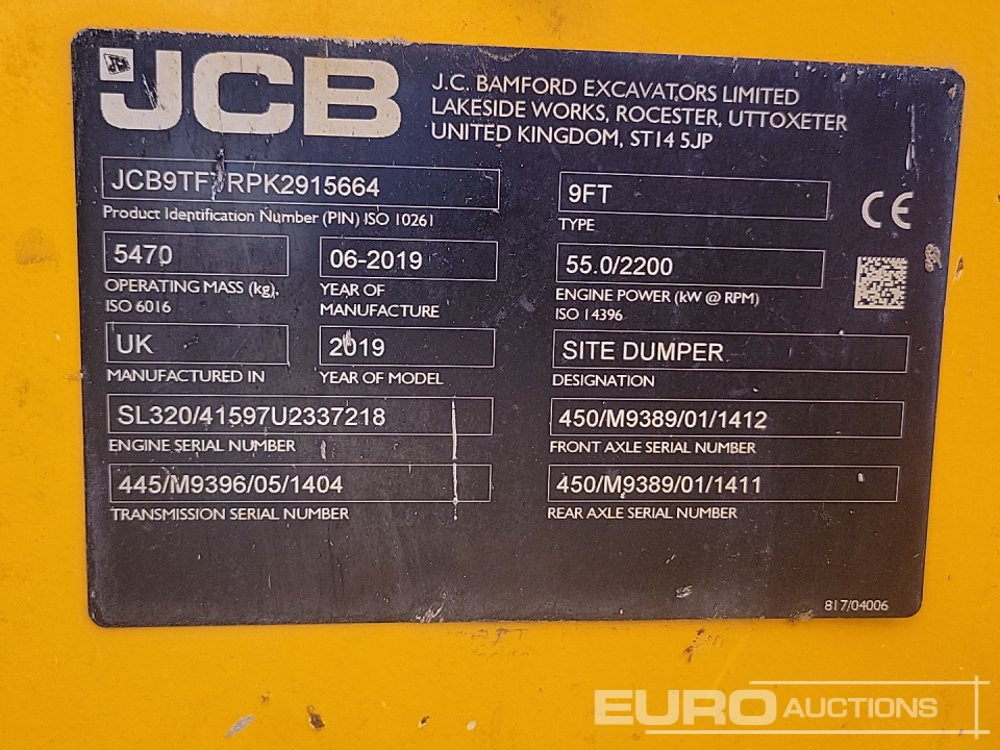 JCB
J.C. BAMFORD EXCAVATORS LIMITED
LAKESIDE WORKS, ROCESTER, UTTOXETER
UNITED KINGDOM, ST14 5JP
Product Identification Number (PIN) ISO 10261
9FT
TYPE
CE
5470
OPERATING MASS (kg),
ISO 6016
06-2019
YEAR OF
MANUFACTURE
55.0/2200
ENGINE POWER (kW @ RPM)
ISO 14396
UK
MANUFACTURED IN
2019
YEAR OF MODEL
SITE DUMPER
DESIGNATION
SL320/41597U2337218
ENGINE SERIAL NUMBER
450/M9389/01/1412
FRONT AXLE SERIAL NUMBER
445/M9396/05/1404
TRANSMISSION SERIAL NUMBER
450/M9389/01/1411
REAR AXLE SERIAL NUMBER
817/04006
EURO AUCTIONS